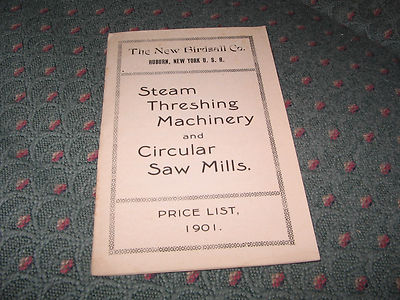 The New Birdsall Co.
AUBURN, NEW YORK U. S. A.
Steam
Threshing
Machinery
and
Circular
Saw Mills.
PRICE LIST,
1901.